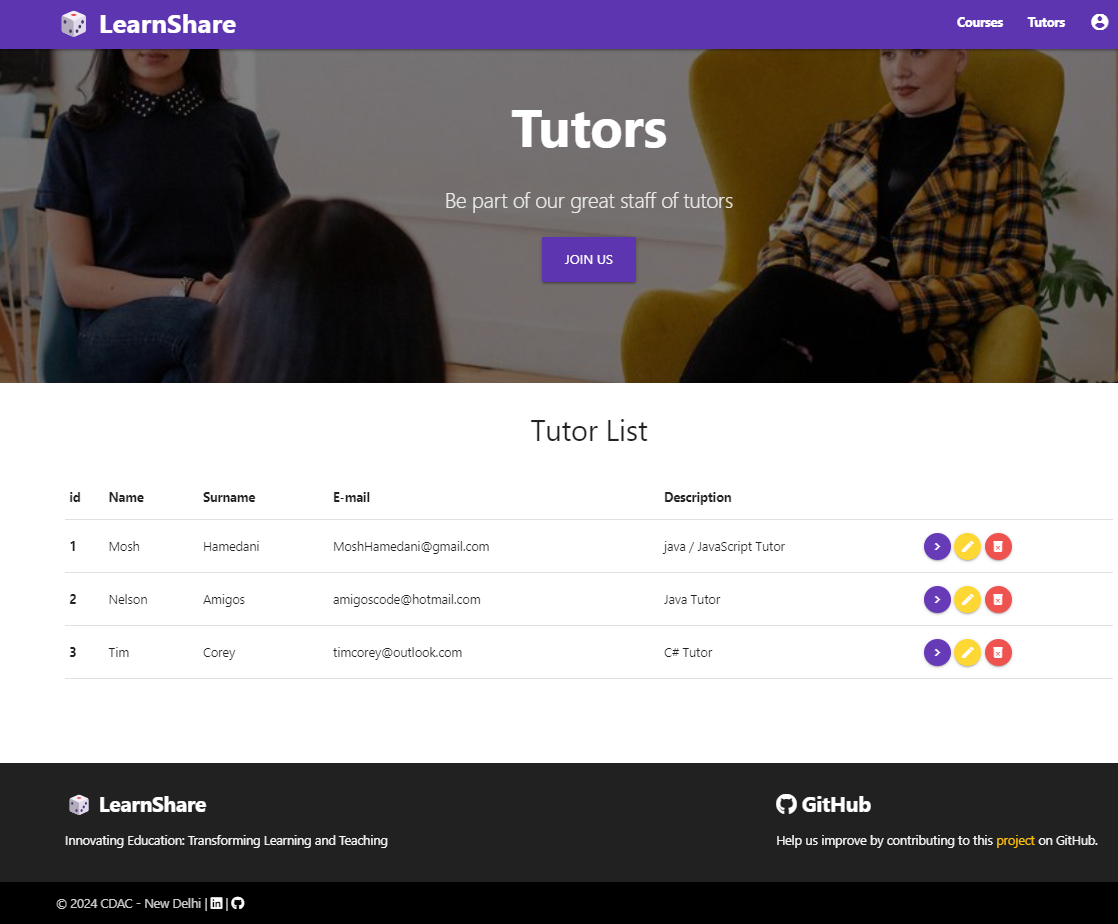 LearnShare
Courses
Tutors
Tutors
Be part of our great staff of tutors
JOIN US
Tutor List
id Name Surname E-mail Description
1 Mosh Hamedani MoshHamedani@gmail.com java / JavaScript Tutor
2 Nelson Amigos amigoscode@hotmail.com Java Tutor
3 Tim Corey timcorey@outlook.com C# Tutor
LearnShare
Innovating Education: Transforming Learning and Teaching
GitHub
Help us improve by contributing to this project on GitHub.
© 2024 CDAC - New Delhi | |